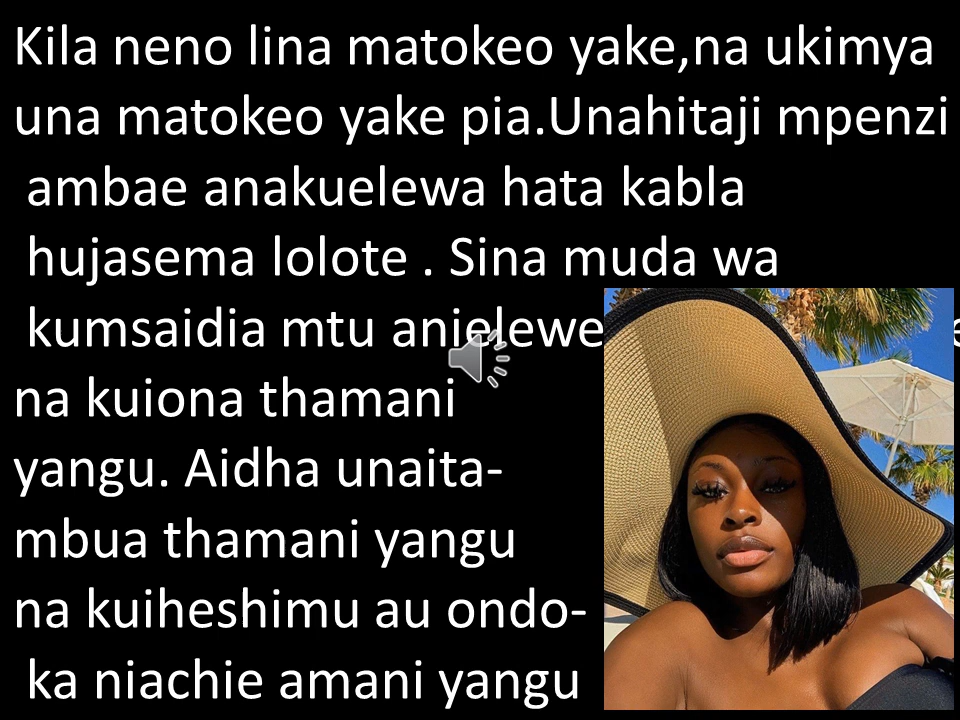 Kila neno lina matokeo yake,na ukimya
una matokeo yake pia.Unahitaji mpenzi
ambae anakuelewa hata kabla
hujasema lolote . Sina muda wa
kumsaidia mtu anielewe
na kuiona thamani
yangu. Aidha unaita-
mbua thamani yangu
na kuiheshimu au ondo-
ka niachie amani yangu